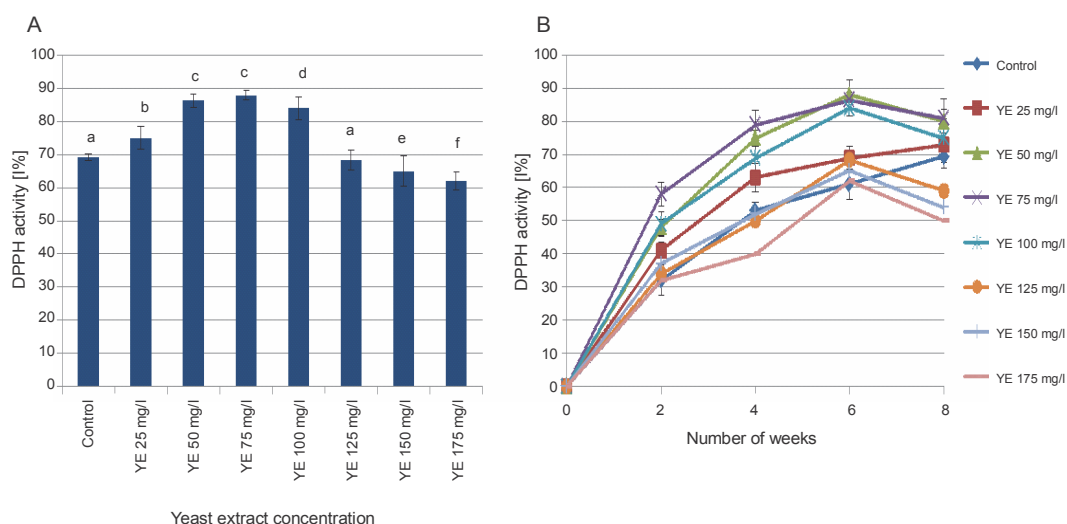 A
DPPH activity [I%]
100
90
80
70
60
50
40
30
20
10
0
a
b
c
c
d
a
e
f
Control
YE 25 mg/l
YE 50 mg/l
YE 75 mg/l
YE 100 mg/l
YE 125 mg/l
YE 150 mg/l
YE 175 mg/l
Yeast extract concentration
B
DPPH activity [I%]
100
90
80
70
60
50
40
30
20
10
0
0
2
4
6
8
Number of weeks
Control
YE 25 mg/l
YE 50 mg/l
YE 75 mg/l
YE 100 mg/l
YE 125 mg/l
YE 150 mg/l
YE 175 mg/l